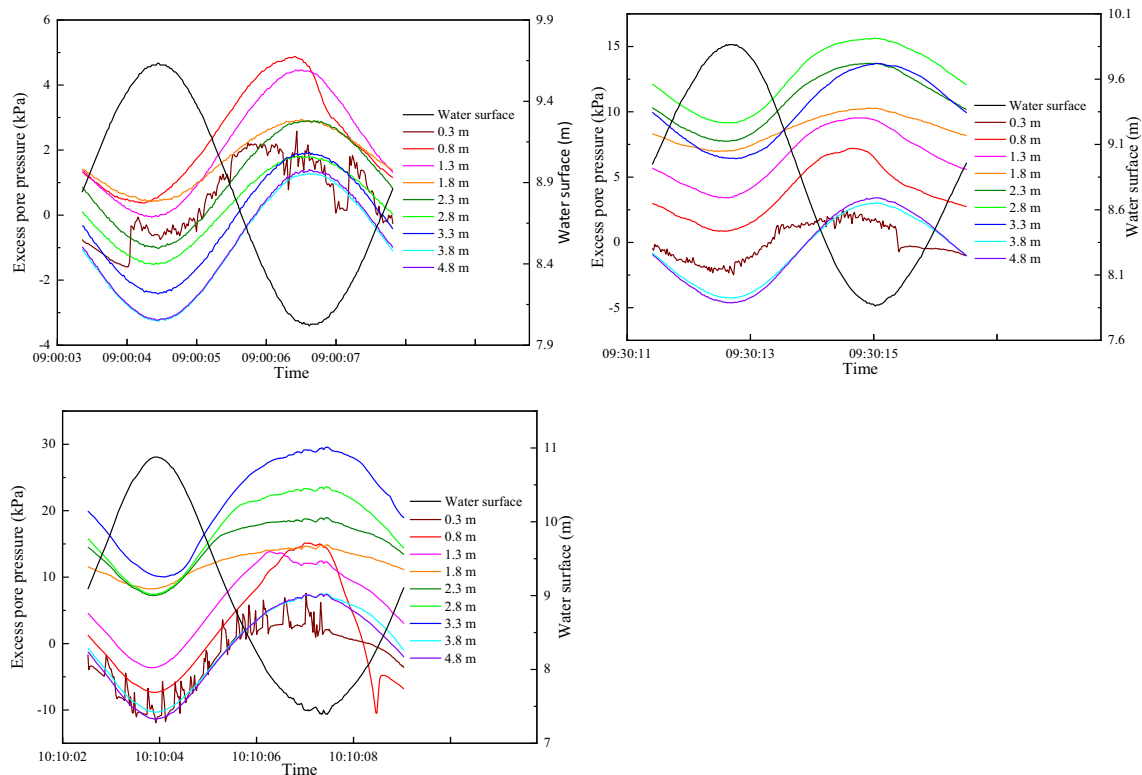 6
4
2
0
-2
-4
Excess pore pressure (kPa)
9.9
9.4
8.9
8.4
7.9
Water surface (m)
Water surface
0.3 m
0.8 m
1.3 m
1.8 m
2.3 m
2.8 m
3.3 m
3.8 m
4.8 m
09:00:03
09:00:04
09:00:05
09:00:06
09:00:07
Time
15
10
5
0
-5
Excess pore pressure (kPa)
10.1
9.6
9.1
8.6
8.1
7.6
Water surface (m)
Water surface
0.3 m
0.8 m
1.3 m
1.8 m
2.3 m
2.8 m
3.3 m
3.8 m
4.8 m
09:30:11
09:30:13
09:30:15
Time
30
20
10
0
-10
Excess pore pressure (kPa)
11
10
9
8
7
Water surface (m)
Water surface
0.3 m
0.8 m
1.3 m
1.8 m
2.3 m
2.8 m
3.3 m
3.8 m
4.8 m
10:10:02
10:10:04
10:10:06
10:10:08
Time